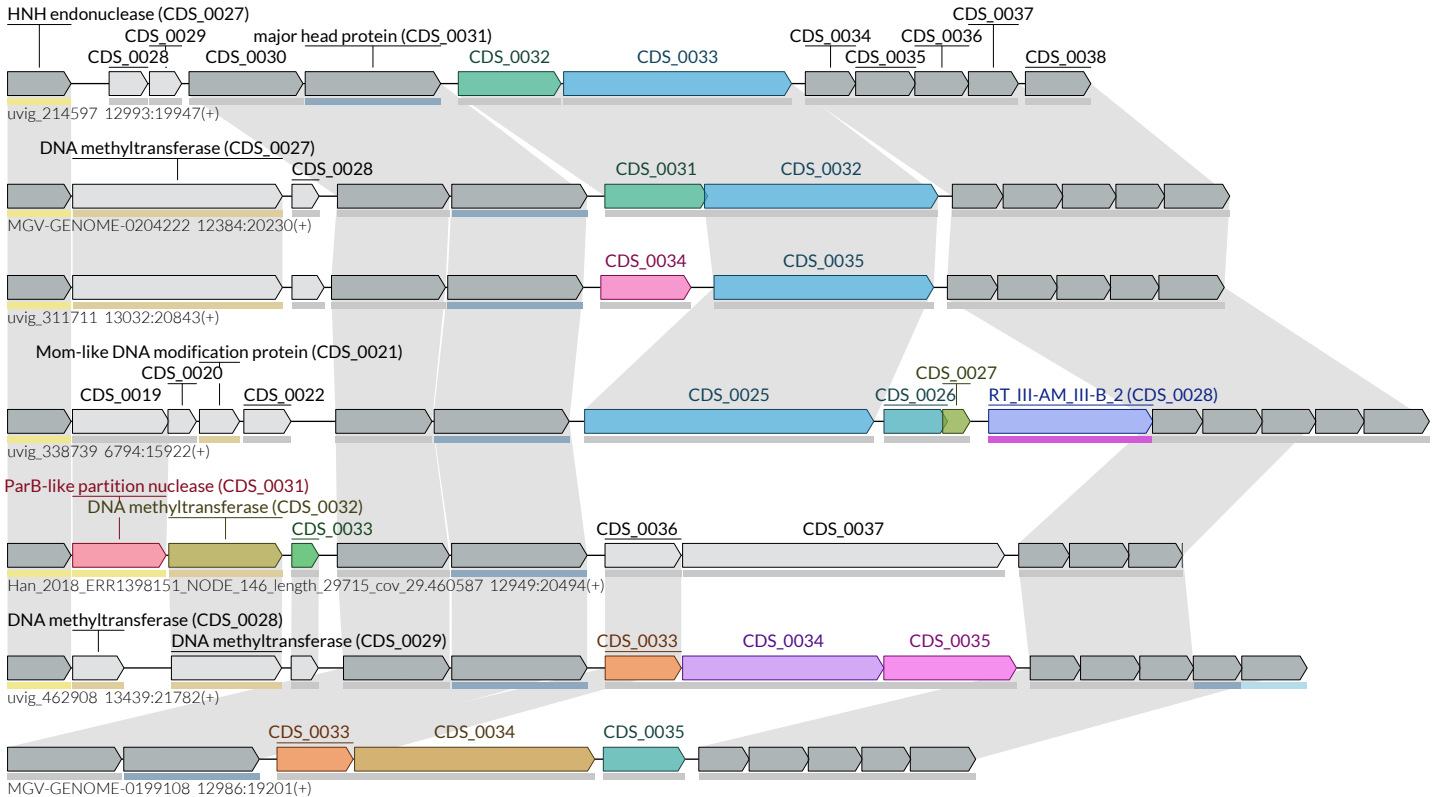 HNH endonuclease (CDS_0027)
CDS_0037
CDS_0029
major head protein (CDS_0031)
CDS_0034
CDS_0036
CDS_0028
CDS_0030
CDS_0032
CDS_0033
CDS_0035
CDS_0038
uvig_214597 12993:19947(+)
DNA methyltransferase (CDS_0027)
CDS_0028
CDS_0031
CDS_0032
MGV-GENOME-0204222 12384:20230(+)
CDS_0034
CDS_0035
uvig_311711 13032:20843(+)
Mom-like DNA modification protein (CDS_0021)
CDS_0020
CDS_0027
CDS_0019
CDS_0022
CDS_0025
CDS_0026
RT_III-AM_III-B_2 (CDS_0028)
uvig_338739 6794:15922(+)
ParB-like partition nuclease (CDS_0031)
DNA methyltransferase (CDS_0032)
CDS_0033
CDS_0036
CDS_0037
Han_2018_ERR1398151_NODE_146_length_29715_cov_29.460587 12949:20494(+)
DNA methyltransferase (CDS_0028)
DNA methyltransferase (CDS_0029)
CDS_0033
CDS_0034
CDS_0035
uvig_462908 13439:21782(+)
CDS_0033
CDS_0034
CDS_0035
MGV-GENOME-0199108 12986:19201(+)